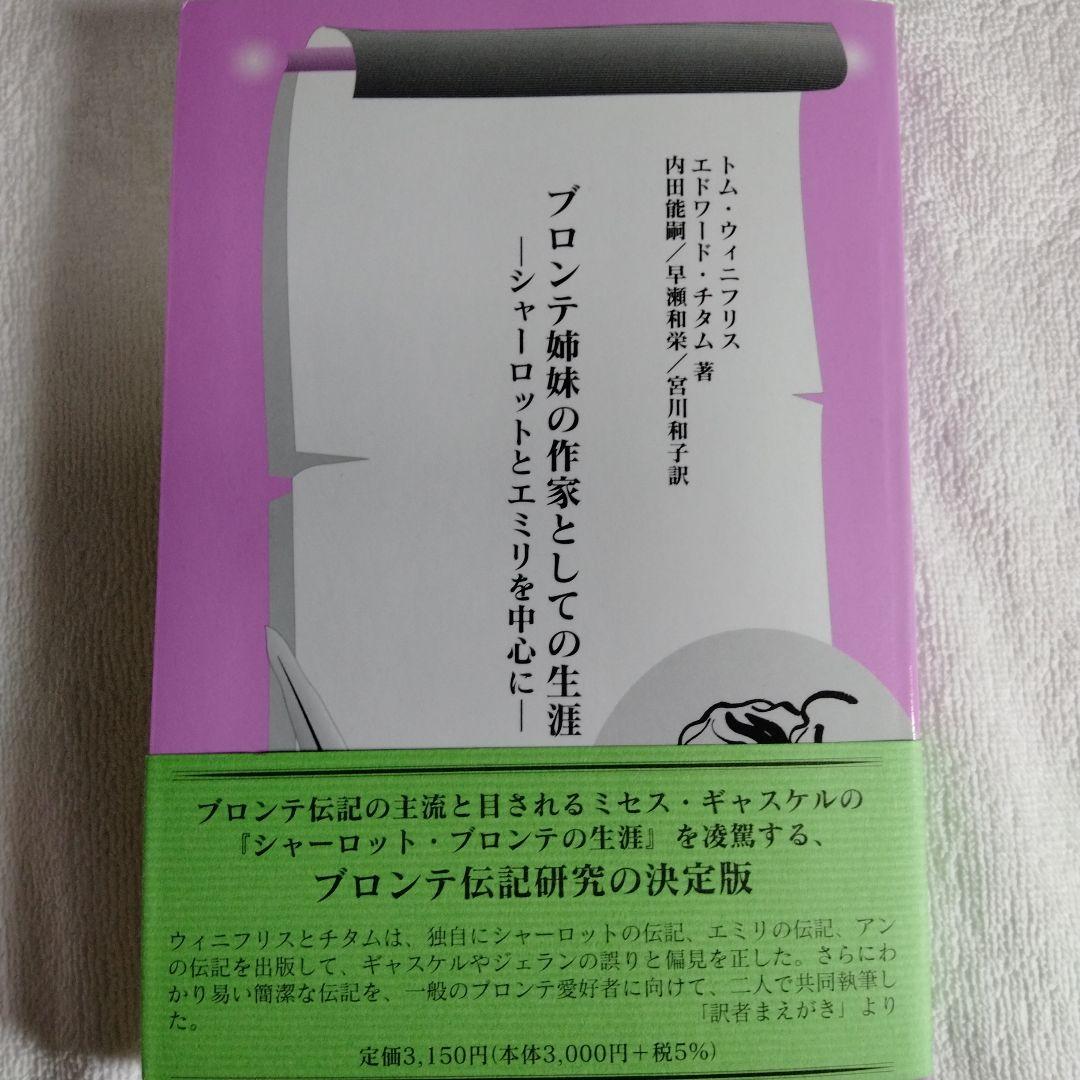 トム・ウィニフリス
エドワード・チタム 著
内田能嗣／早瀬和栄／宮川和子訳
ブロンテ姉妹の作家としての生涯
―シャーロットとエミリを中心に―
ブロンテ伝記の主流と目されるミセス・ギャスケルの
『シャーロット・ブロンテの生涯』を凌駕する、
ブロンテ伝記研究の決定版
ウィニフリスとチタムは、独自にシャーロットの伝記、エミリの伝記、アン
の伝記を出版して、ギャスケルやジェランの誤りと偏見を正した。さらにわ
かり易い簡潔な伝記を、一般のブロンテ愛好者に向けて、二人で共同執筆し
た。 「訳者まえがき」より
定価3,150円(本体3,000円＋税5%)